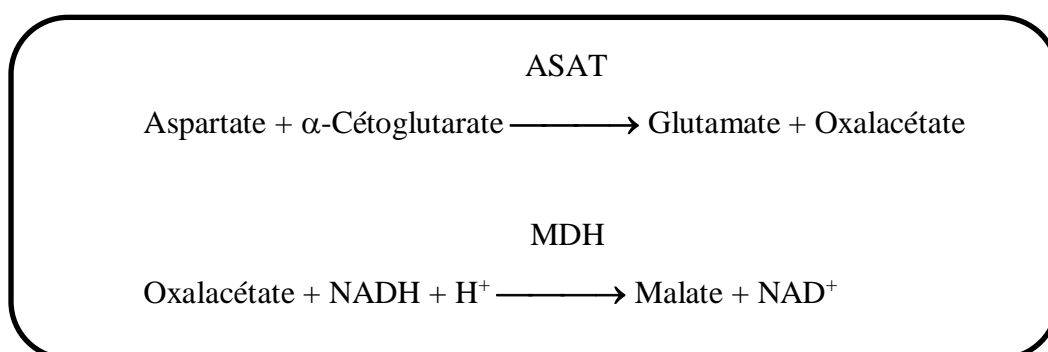 ASAT
Aspartate + α-Cétoglutarate ⟶ Glutamate + Oxalacétate
MDH
Oxalacétate + NADH + H⁺ ⟶ Malate + NAD⁺